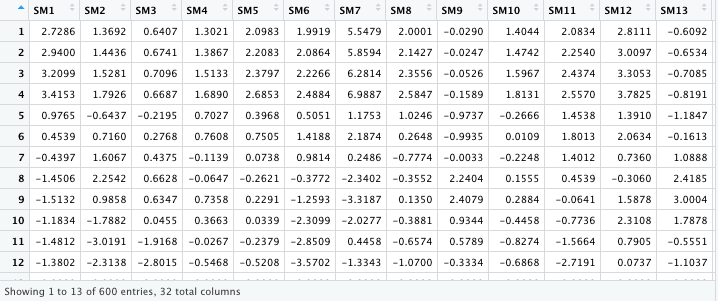 SM1 SM2 SM3 SM4 SM5 SM6 SM7 SM8 SM9 SM10 SM11 SM12 SM13
1 2.7286 1.3692 0.6407 1.3021 2.0983 1.9919 5.5479 2.0001 −0.0290 1.4044 2.0834 2.8111 −0.6092
2 2.9400 1.4436 0.6741 1.3867 2.2083 2.0864 5.8594 2.1427 −0.0247 1.4742 2.2540 3.0097 −0.6534
3 3.2099 1.5281 0.7096 1.5133 2.3797 2.2266 6.2814 2.3556 −0.0526 1.5967 2.4374 3.3053 −0.7085
4 3.4153 1.7926 0.6687 1.6890 2.6853 2.4884 6.9887 2.5847 −0.1589 1.8131 2.5570 3.7825 −0.8191
5 0.9765 −0.6437 −0.2195 0.7027 0.3968 0.5051 1.1753 1.0246 −0.9737 −0.2666 1.4538 1.3910 −1.1847
6 0.4539 0.7160 0.2776 0.7608 0.7505 1.4188 2.1874 0.2648 −0.9935 0.0109 1.8013 2.0634 −0.1613
7 −0.4397 1.6067 0.4375 −0.1139 0.0738 0.9814 0.2486 −0.7774 −0.0033 −0.2248 1.4012 0.7360 1.0888
8 −1.4506 2.2542 0.6628 −0.0647 −0.2621 −0.3772 −2.3402 −0.3552 2.2404 0.1555 0.4539 −0.3060 2.4185
9 −1.5132 0.9858 0.6347 0.7358 0.2291 −1.2593 −3.3187 0.1350 2.4079 0.2884 −0.0641 1.5878 3.0004
10 −1.1834 −1.7882 0.0455 0.3663 0.0339 −2.3099 −2.0277 −0.3881 0.9344 −0.4458 −0.7736 2.3108 1.7878
11 −1.4812 −3.0191 −1.9168 −0.0267 −0.2379 −2.8509 0.4458 −0.6574 0.5789 −0.8274 −1.5664 0.7905 −0.5551
12 −1.3802 −2.3138 −2.8015 −0.5468 −0.5208 −3.5702 −1.3343 −1.0700 −0.3334 −0.6868 −2.7191 0.0737 −1.1037
Showing 1 to 13 of 600 entries, 32 total columns